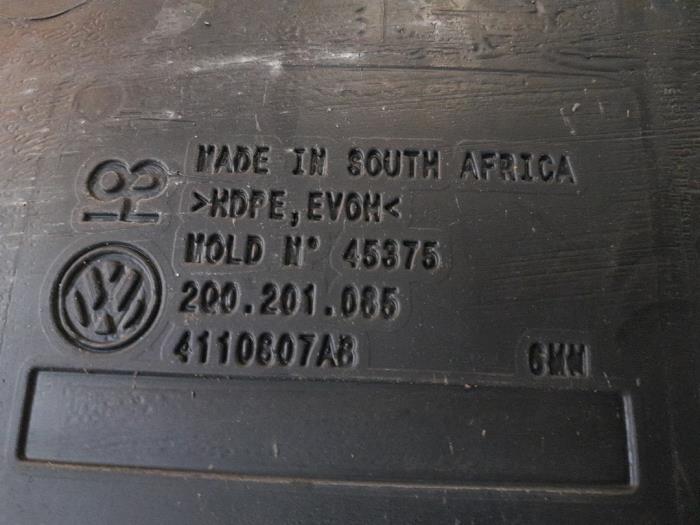 MADE IN SOUTH AFRICA
>HDPE,EVOH<
MOLD N° 45375
2Q0.201.085
4110607AB
6MM